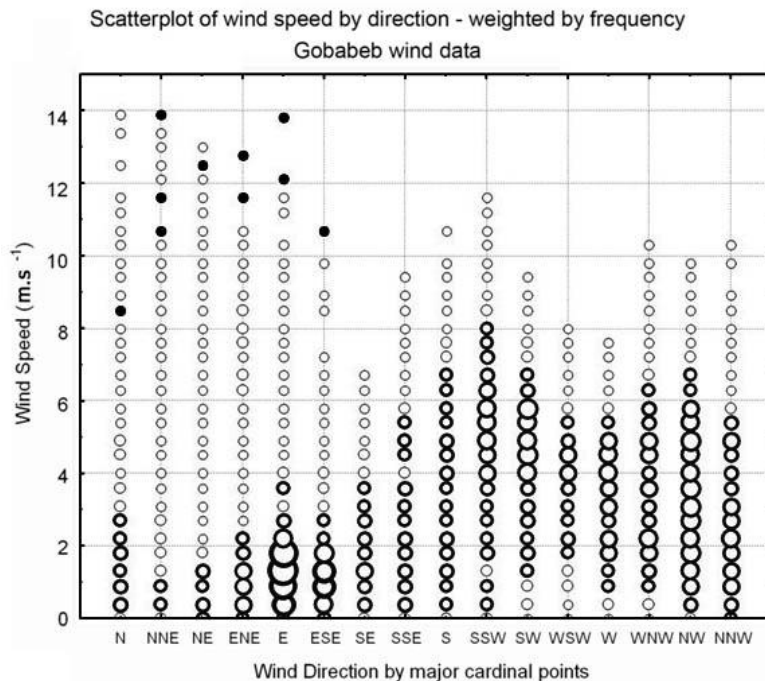 Scatterplot of wind speed by direction - weighted by frequency
Gobabeb wind data
14
12
10
8
6
4
2
0
Wind Speed (m.s -1)
N NNE NE ENE E ESE SE SSE S SSW SW WSW W WNW NW NNW
Wind Direction by major cardinal points